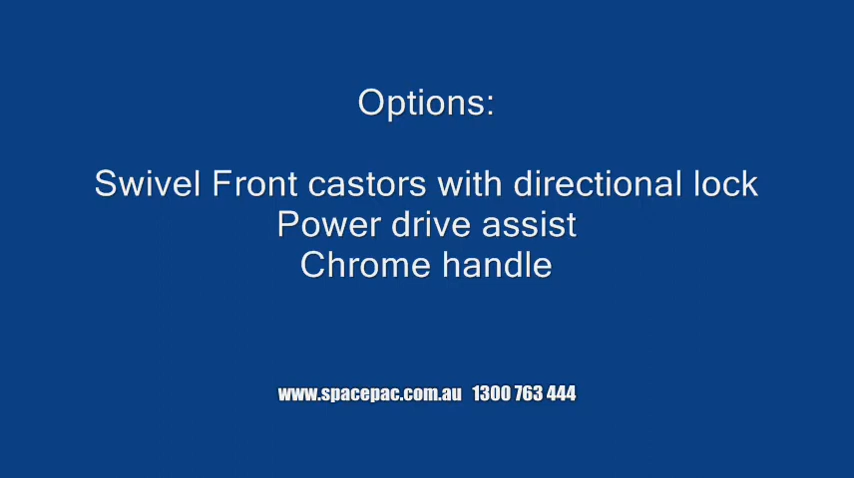 Options:
Swivel Front castors with directional lock
Power drive assist
Chrome handle
www.spacepac.com.au 1300 763 444